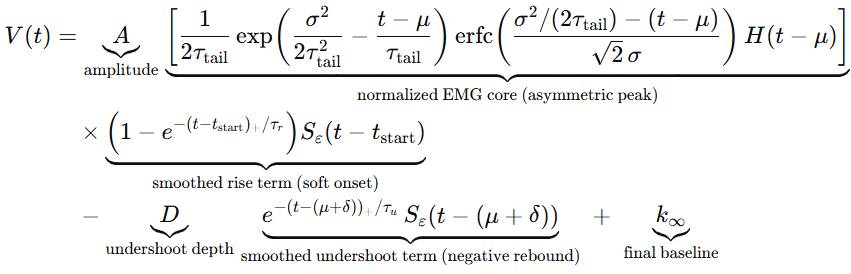 V(t) = A [ 1/(2τ_tail) exp( σ²/(2τ²_tail) − (t − μ)/τ_tail ) erfc( (σ²/(2τ_tail) − (t − μ))/(√2 σ) ) H(t − μ) ]
amplitude
normalized EMG core (asymmetric peak)
× (1 − e^{−(t−t_start)₊/τ_r}) S_ε(t − t_start)
smoothed rise term (soft onset)
− D e^{−(t−(μ+δ))₊/τ_u} S_ε(t − (μ + δ)) + k_∞
undershoot depth smoothed undershoot term (negative rebound) final baseline